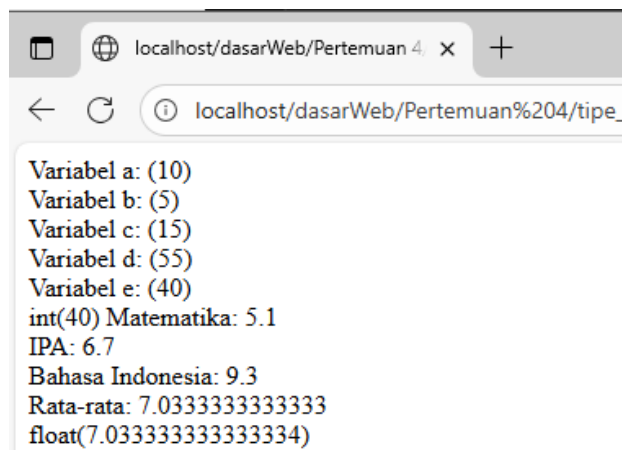 localhost/dasarWeb/Pertemuan 4/
localhost/dasarWeb/Pertemuan%204/tipe_
Variabel a: (10)
Variabel b: (5)
Variabel c: (15)
Variabel d: (55)
Variabel e: (40)
int(40) Matematika: 5.1
IPA: 6.7
Bahasa Indonesia: 9.3
Rata-rata: 7.0333333333333
float(7.033333333333334)